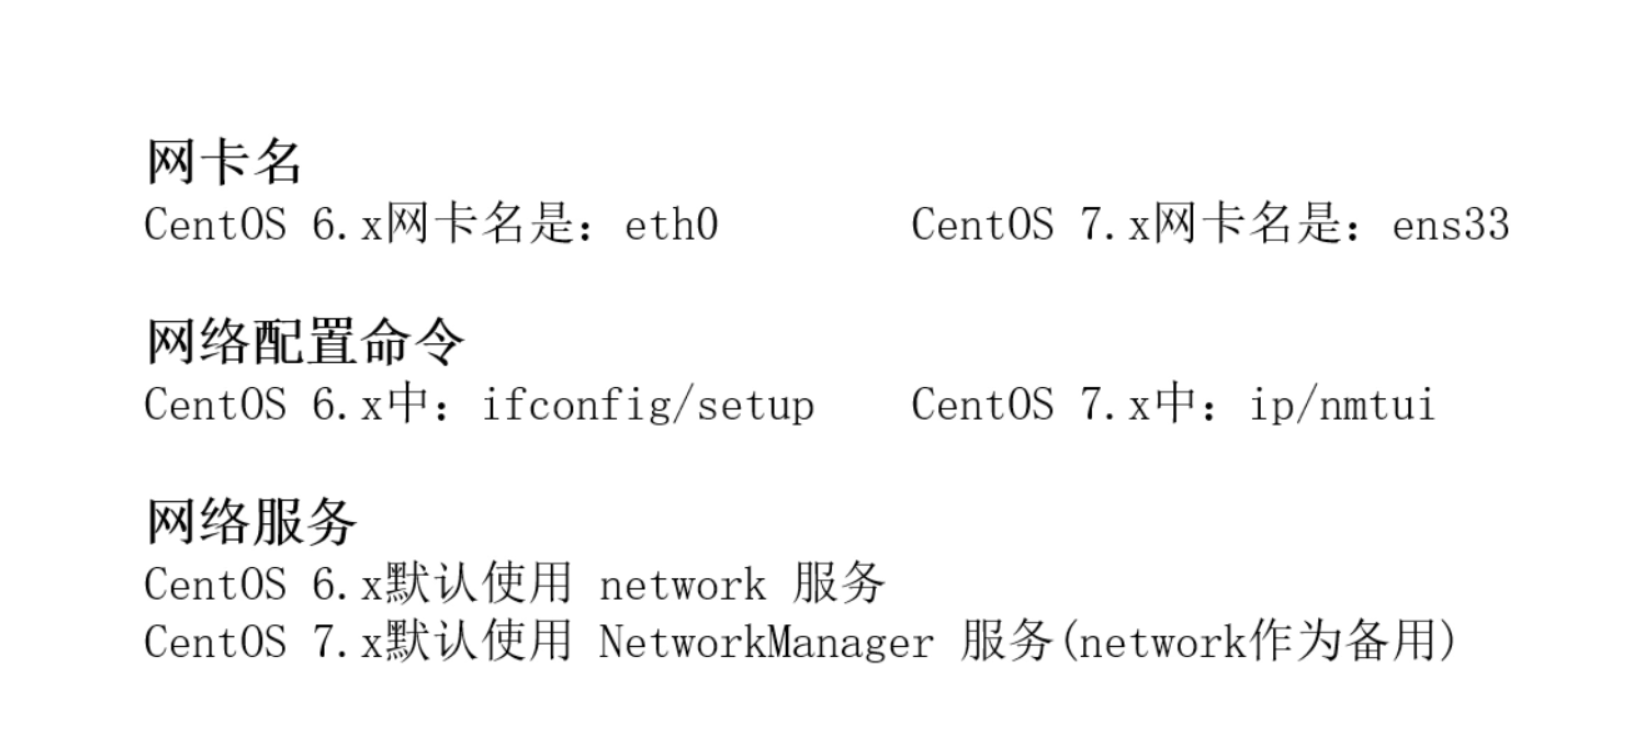 网卡名
CentOS 6.x网卡名是：eth0 CentOS 7.x网卡名是：ens33
网络配置命令
CentOS 6.x中：ifconfig/setup CentOS 7.x中：ip/nmtui
网络服务
CentOS 6.x默认使用 network 服务
CentOS 7.x默认使用 NetworkManager 服务(network作为备用)